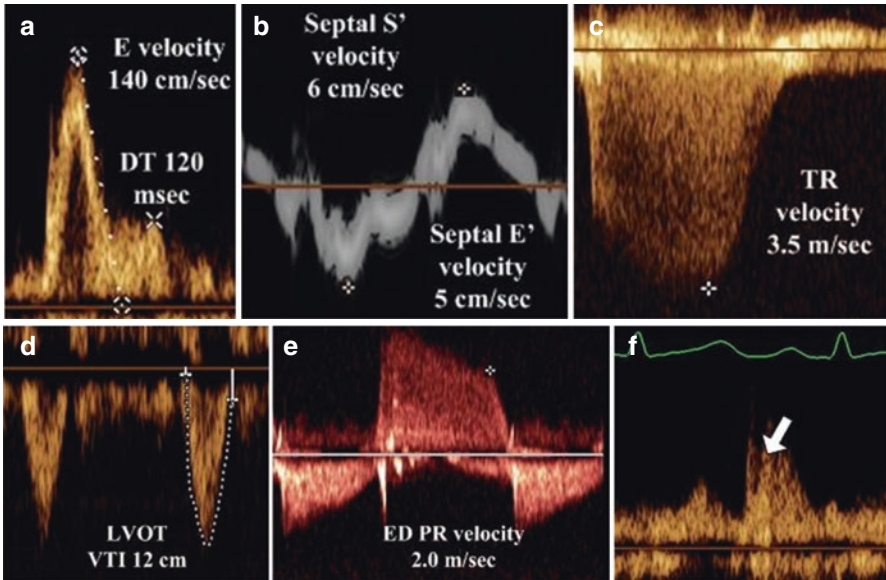 a
E velocity
140 cm/sec
DT 120
msec
b
Septal S’
velocity
6 cm/sec
Septal E’
velocity
5 cm/sec
c
TR
velocity
3.5 m/sec
d
LVOT
VTI 12 cm
e
ED PR velocity
2.0 m/sec
f